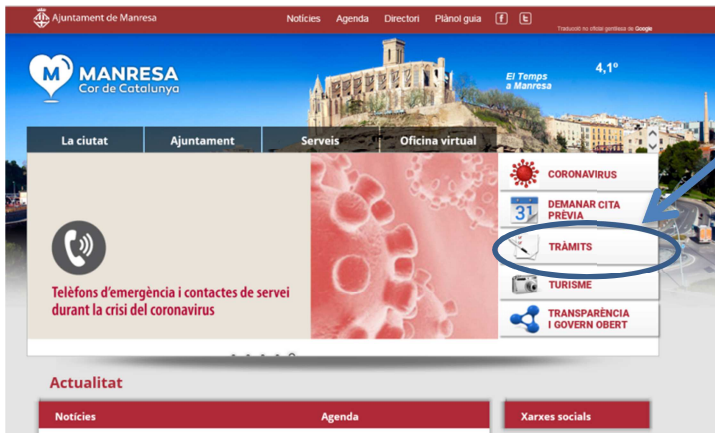 Ajuntament de Manresa
Notícies Agenda Directori Plànol guia
Traducció no oficial gentilesa de Google
M MANRESA
Cor de Catalunya
El Temps
a Manresa
4,1°
La ciutat Ajuntament Serveis Oficina virtual
CORONAVIRUS
31 DEMANAR CITA
PRÈVIA
TRÀMITS
TURISME
TRANSPARÈNCIA
I GOVERN OBERT
Telèfons d'emergència i contactes de servei
durant la crisi del coronavirus
Actualitat
Notícies Agenda Xarxes socials